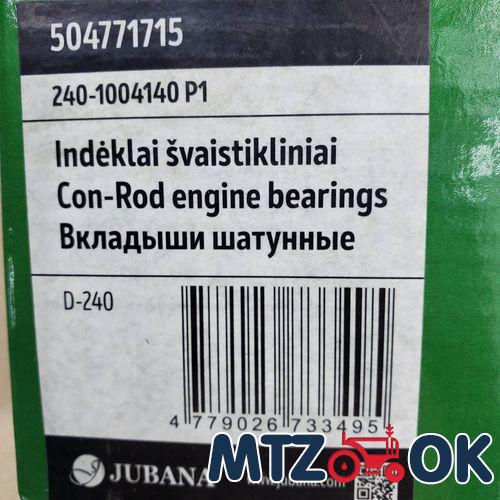 504771715
240-1004140 P1
Indėklai švaistikliniai
Con-Rod engine bearings
Вкладыши шатунные
D-240
4 779026 733495
JUBANA
MTZ OK